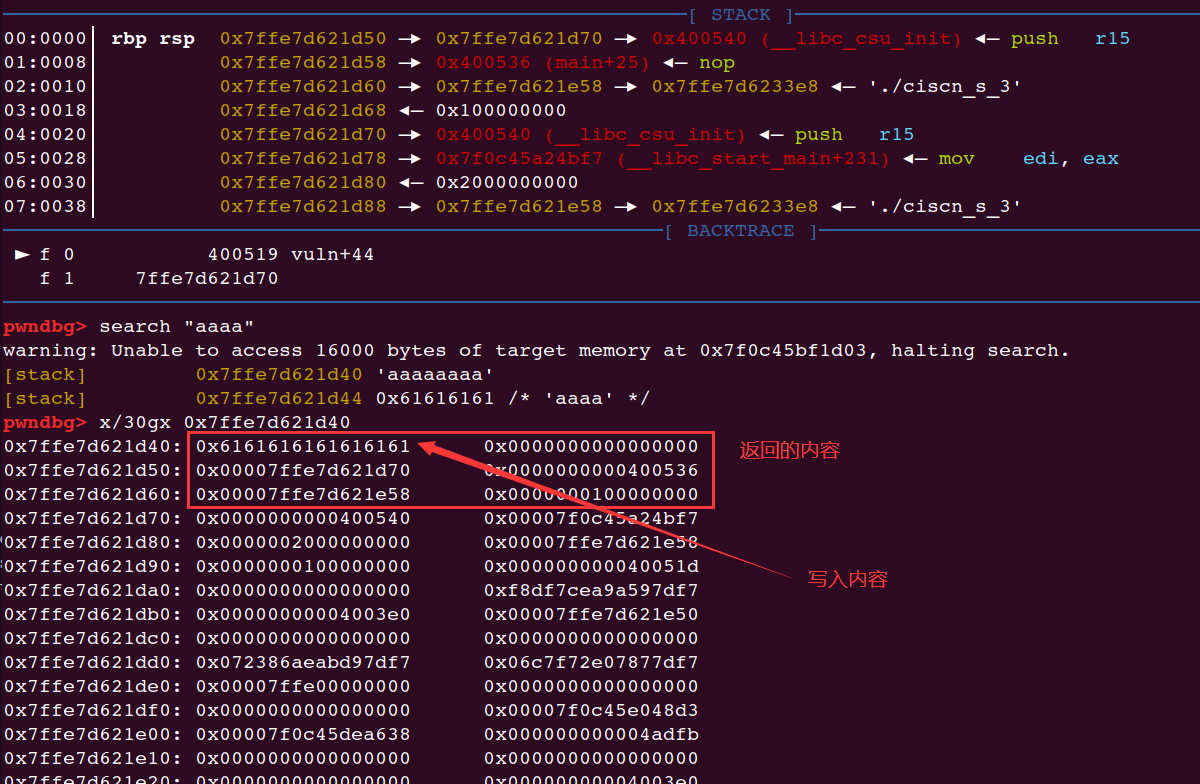 [ STACK ]
00:0000│ rbp rsp 0x7ffe7d621d50 —▸ 0x7ffe7d621d70 —▸ 0x400540 (__libc_csu_init) ◂— push r15
01:0008│ 0x7ffe7d621d58 —▸ 0x400536 (main+25) ◂— nop
02:0010│ 0x7ffe7d621d60 —▸ 0x7ffe7d621e58 —▸ 0x7ffe7d6233e8 ◂— './ciscn_s_3'
03:0018│ 0x7ffe7d621d68 ◂— 0x100000000
04:0020│ 0x7ffe7d621d70 —▸ 0x400540 (__libc_csu_init) ◂— push r15
05:0028│ 0x7ffe7d621d78 —▸ 0x7f0c45a24bf7 (__libc_start_main+231) ◂— mov edi, eax
06:0030│ 0x7ffe7d621d80 ◂— 0x2000000000
07:0038│ 0x7ffe7d621d88 —▸ 0x7ffe7d621e58 —▸ 0x7ffe7d6233e8 ◂— './ciscn_s_3'
[ BACKTRACE ]
► f 0 400519 vuln+44
f 1 7ffe7d621d70
pwndbg> search "aaaa"
warning: Unable to access 16000 bytes of target memory at 0x7f0c45bf1d03, halting search.
[stack] 0x7ffe7d621d40 'aaaaaaaa'
[stack] 0x7ffe7d621d44 0x61616161 /* 'aaaa' */
pwndbg> x/30gx 0x7ffe7d621d40
0x7ffe7d621d40: 0x6161616161616161 0x0000000000000000 返回的内容
0x7ffe7d621d50: 0x00007ffe7d621d70 0x0000000000400536
0x7ffe7d621d60: 0x00007ffe7d621e58 0x0000000100000000
0x7ffe7d621d70: 0x0000000000400540 0x00007f0c45a24bf7
0x7ffe7d621d80: 0x0000002000000000 0x00007ffe7d621e58
0x7ffe7d621d90: 0x0000000100000000 0x000000000040051d
写入内容
0x7ffe7d621da0: 0x0000000000000000 0xf8df7cea9a597df7
0x7ffe7d621db0: 0x00000000004003e0 0x00007ffe7d621e50
0x7ffe7d621dc0: 0x0000000000000000 0x0000000000000000
0x7ffe7d621dd0: 0x072386aeabd97df7 0x06c7f72e07877df7
0x7ffe7d621de0: 0x00007ffe00000000 0x0000000000000000
0x7ffe7d621df0: 0x0000000000000000 0x00007f0c45e048d3
0x7ffe7d621e00: 0x00007f0c45dea638 0x000000000004adfb
0x7ffe7d621e10: 0x0000000000000000 0x0000000000000000
0x7ffe7d621e20: 0x0000000000000000 0x00000000004003e0